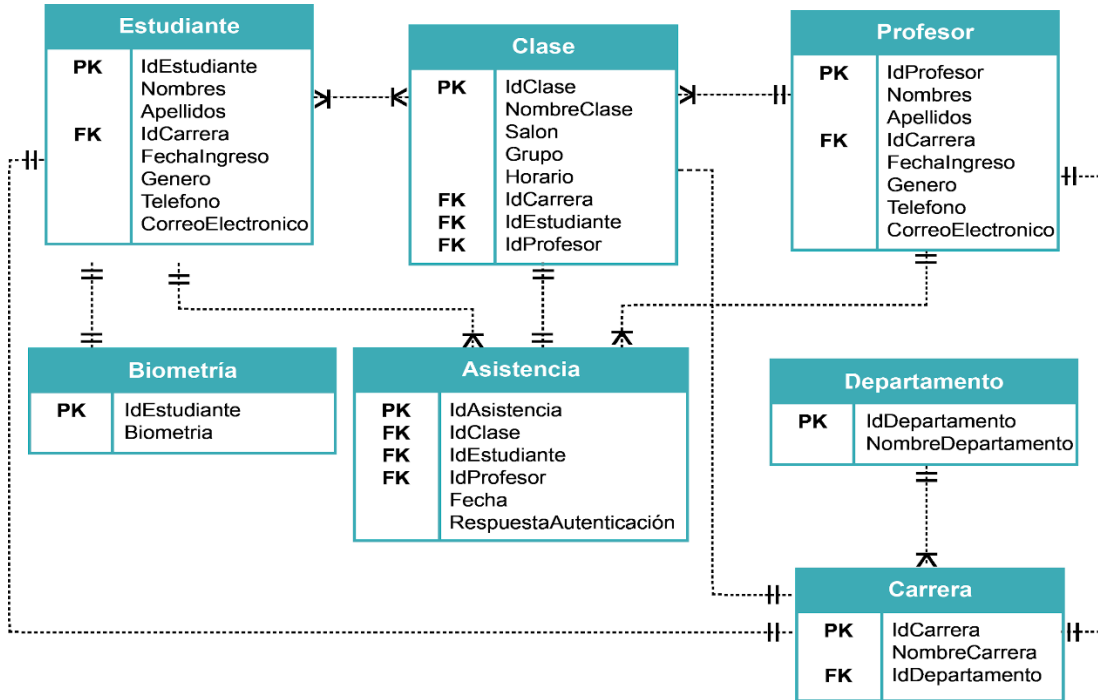 Estudiante
PK IdEstudiante
Nombres
Apellidos
FK IdCarrera
FechaIngreso
Genero
Telefono
CorreoElectronico
Clase
PK IdClase
NombreClase
Salon
Grupo
Horario
FK IdCarrera
FK IdEstudiante
FK IdProfesor
Profesor
PK IdProfesor
Nombres
Apellidos
FK IdCarrera
FechaIngreso
Genero
Telefono
CorreoElectronico
Biometría
PK IdEstudiante
Biometria
Asistencia
PK IdAsistencia
FK IdClase
FK IdEstudiante
FK IdProfesor
Fecha
RespuestaAutenticación
Departamento
PK IdDepartamento
NombreDepartamento
Carrera
PK IdCarrera
NombreCarrera
FK IdDepartamento